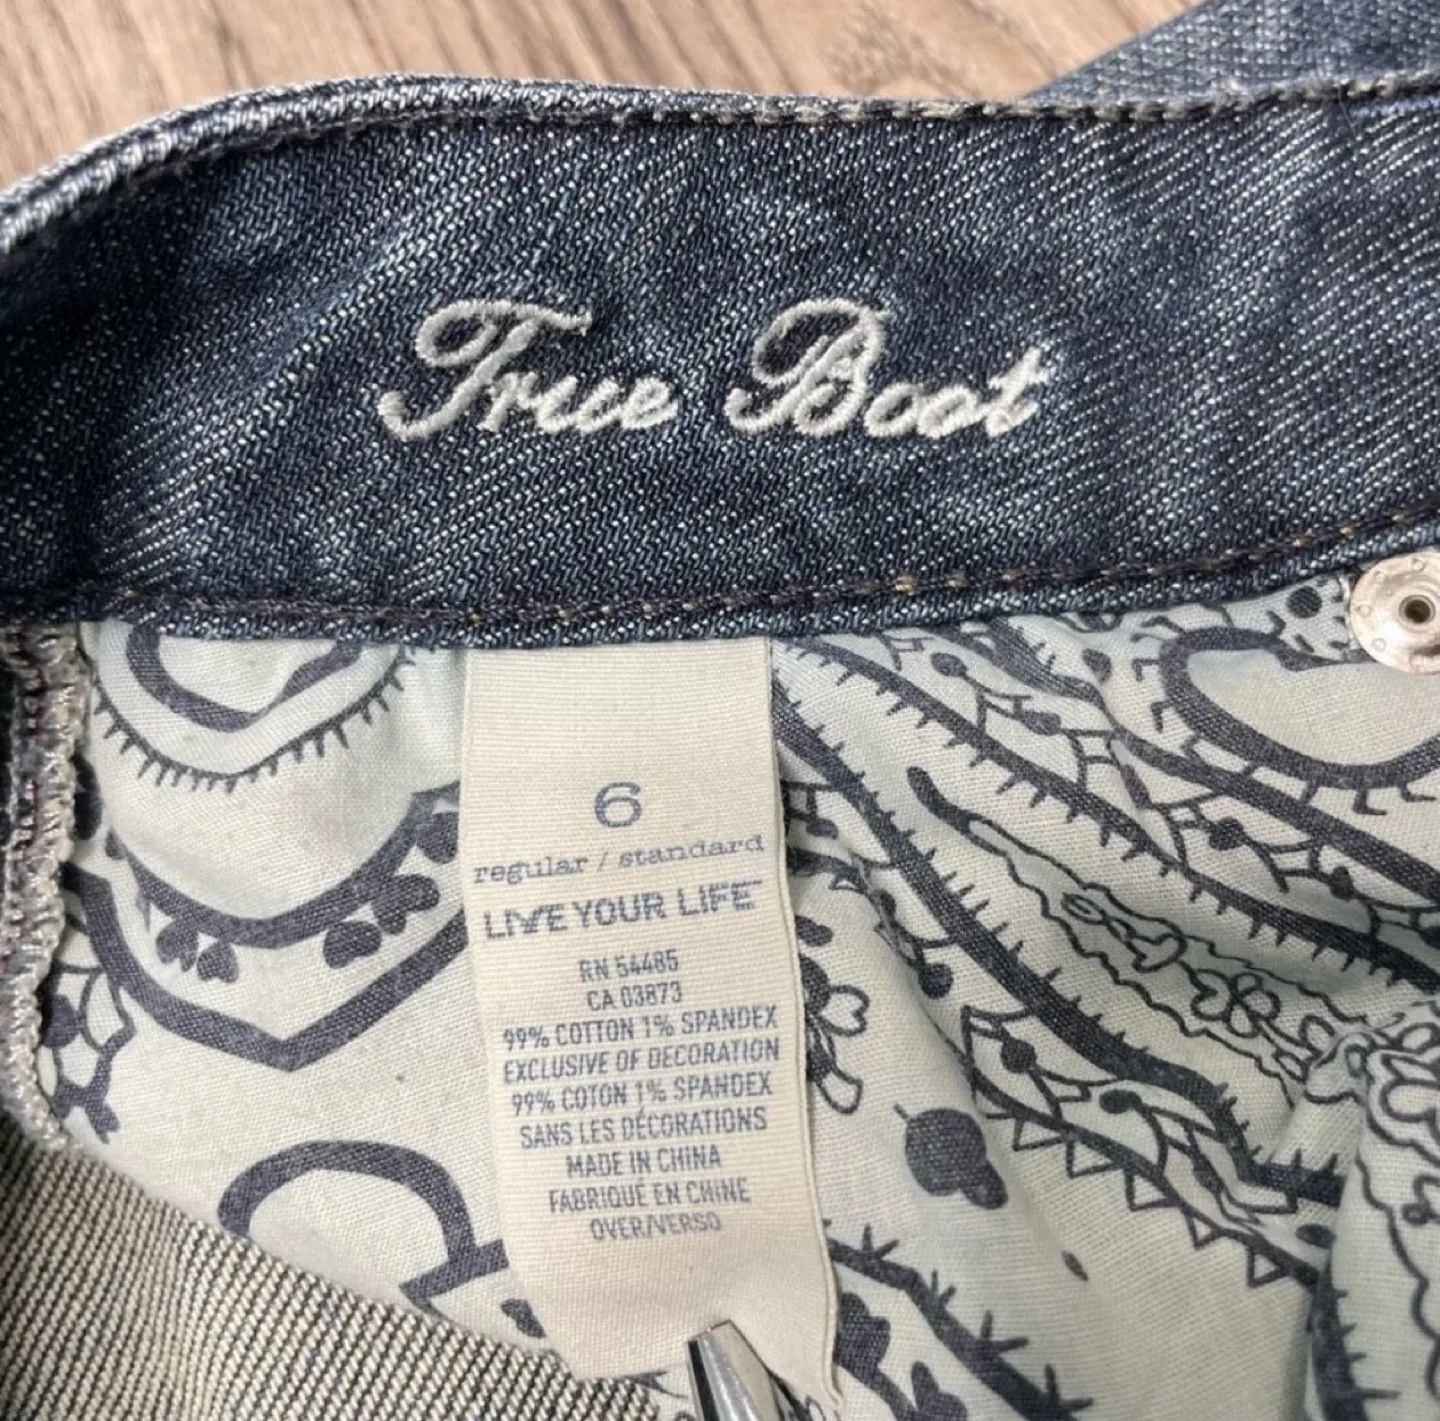 True Boot
6
regular / standard
LIVE YOUR LIFE™
RN 54485
CA 03873
99% COTTON 1% SPANDEX
EXCLUSIVE OF DECORATION
99% COTON 1% SPANDEX
SANS LES DÉCORATIONS
MADE IN CHINA
FABRIQUÉ EN CHINE
OVER/VERSO